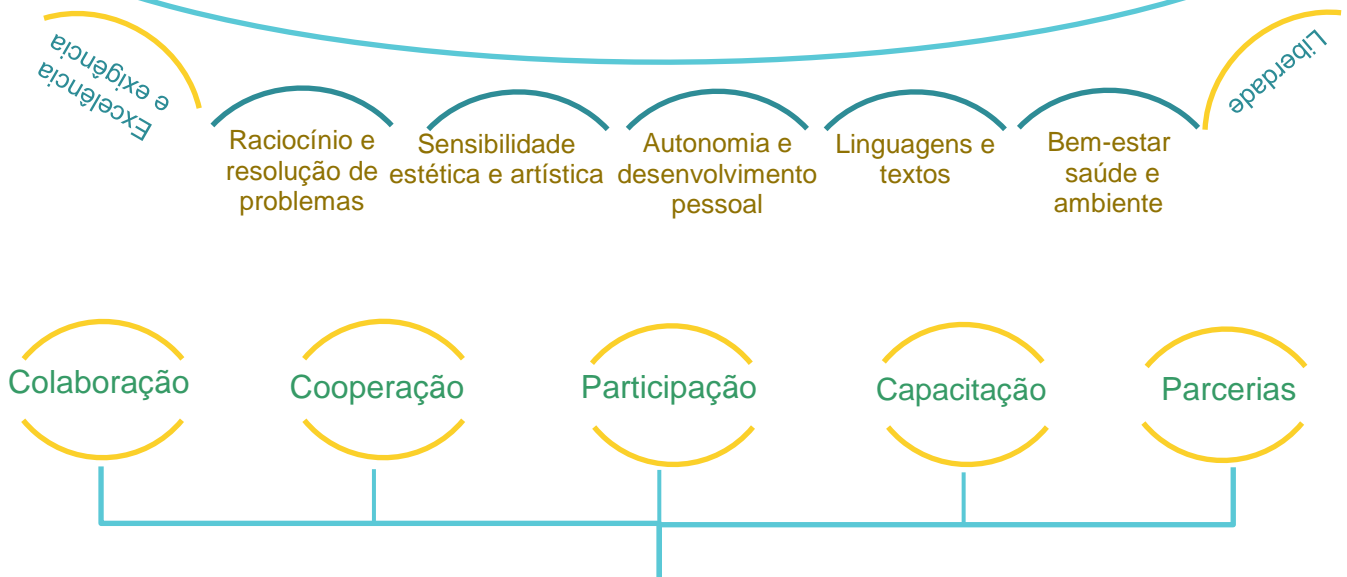 Excelência
e exigência
Liberdade
Raciocínio e
resolução de
problemas
Sensibilidade
estética e artística
Autonomia e
desenvolvimento
pessoal
Linguagens e
textos
Bem-estar
saúde e
ambiente
Colaboração
Cooperação
Participação
Capacitação
Parcerias